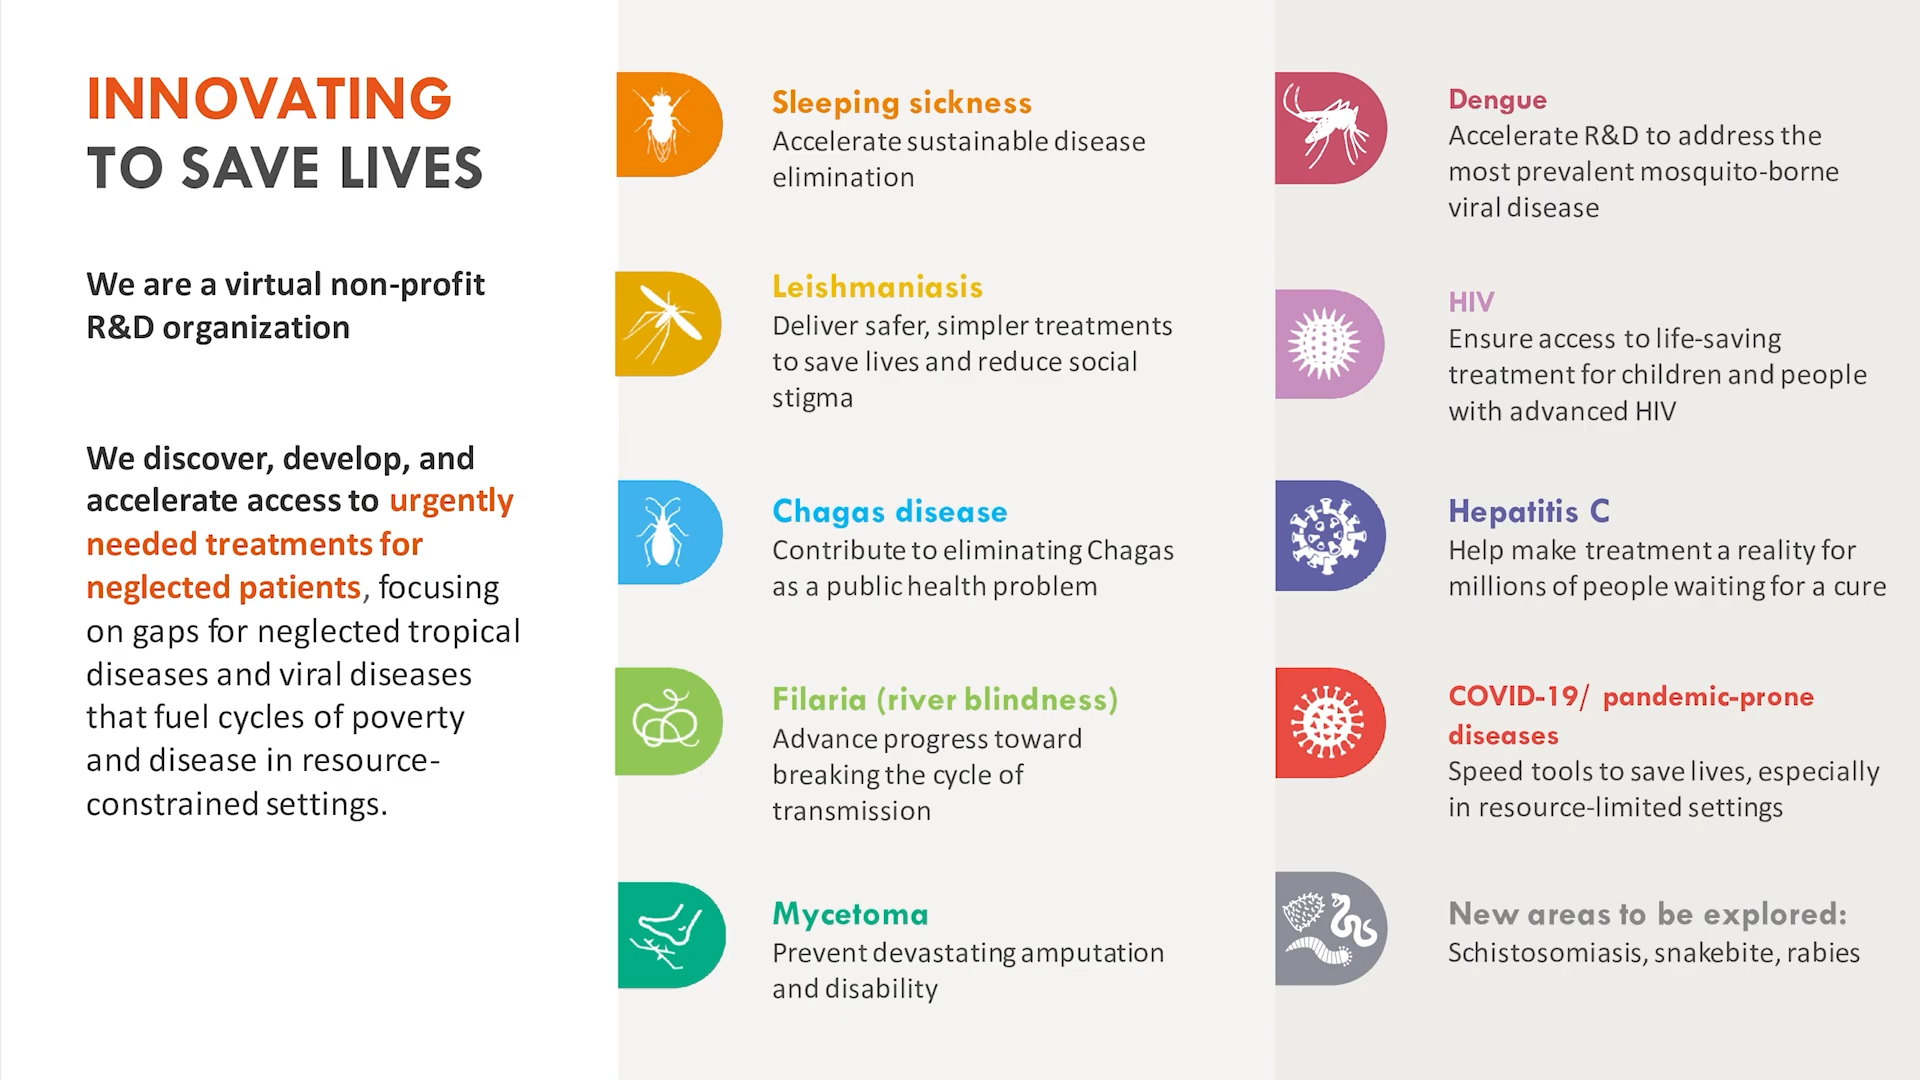 INNOVATING
TO SAVE LIVES
We are a virtual non-profit
R&D organization
We discover, develop, and
accelerate access to urgently
needed treatments for
neglected patients, focusing
on gaps for neglected tropical
diseases and viral diseases
that fuel cycles of poverty
and disease in resource-
constrained settings.
Sleeping sickness
Accelerate sustainable disease
elimination
Leishmaniasis
Deliver safer, simpler treatments
to save lives and reduce social
stigma
Chagas disease
Contribute to eliminating Chagas
as a public health problem
Filaria (river blindness)
Advance progress toward
breaking the cycle of
transmission
Mycetoma
Prevent devastating amputation
and disability
Dengue
Accelerate R&D to address the
most prevalent mosquito-borne
viral disease
HIV
Ensure access to life-saving
treatment for children and people
with advanced HIV
Hepatitis C
Help make treatment a reality for
millions of people waiting for a cure
COVID-19/ pandemic-prone
diseases
Speed tools to save lives, especially
in resource-limited settings
New areas to be explored:
Schistosomiasis, snakebite, rabies